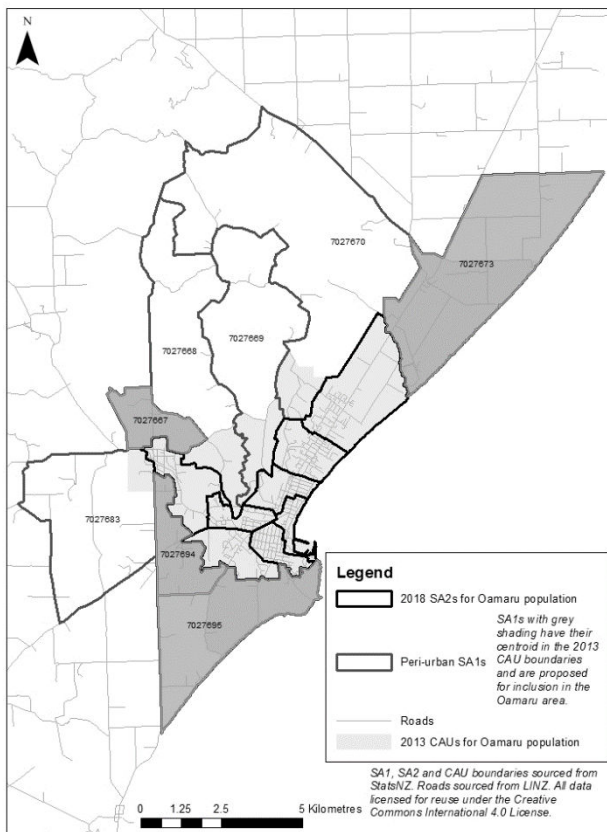 N
7027670
7027673
7027669
7027668
7027667
7027683
7027694
7027695
Legend
2018 SA2s for Oamaru population
Peri-urban SA1s
SA1s with grey
shading have their
centroid in the 2013
CAU boundaries
and are proposed
for inclusion in the
Oamaru area.
Roads
2013 CAUs for Oamaru population
SA1, SA2 and CAU boundaries sourced from
StatsNZ. Roads sourced from LINZ. All data
licensed for reuse under the Creative
Commons International 4.0 License.
0 1.25 2.5 5 Kilometres